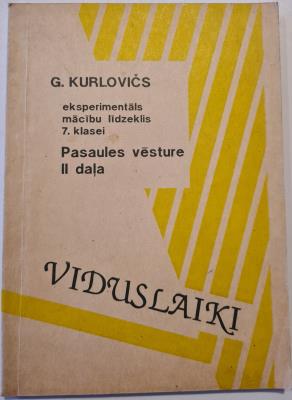 G. KURLOVIČS
eksperimentāls
mācību līdzeklis
7. klasei
Pasaules vēsture
II daļa
VIDUSLAIKI